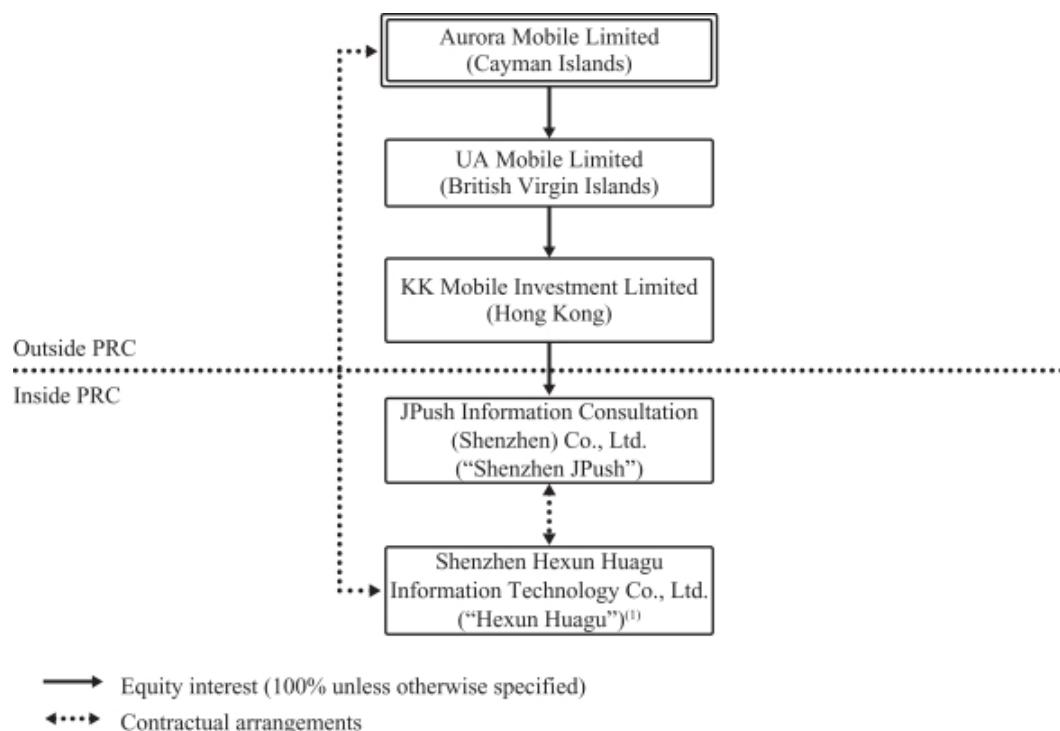 Aurora Mobile Limited
(Cayman Islands)
UA Mobile Limited
(British Virgin Islands)
KK Mobile Investment Limited
(Hong Kong)
Outside PRC
Inside PRC
JPush Information Consultation
(Shenzhen) Co., Ltd.
(“Shenzhen JPush”)
Shenzhen Hexun Huagu
Information Technology Co., Ltd.
(“Hexun Huagu”)(1)
Equity interest (100% unless otherwise specified)
Contractual arrangements